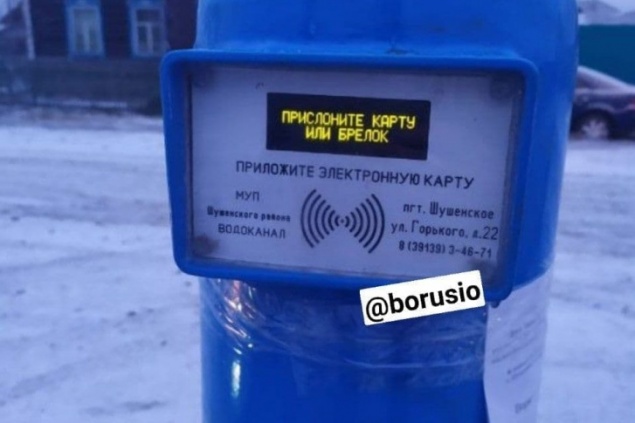 ПРИСЛОНИТЕ КАРТУ
ИЛИ БРЕЛОК
ПРИЛОЖИТЕ ЭЛЕКТРОННУЮ КАРТУ
МУП
Шушенского района
ВОДОКАНАЛ
пгт. Шушенское
ул. Горького, д.22
8 (39139) 3-46-71
@borusio